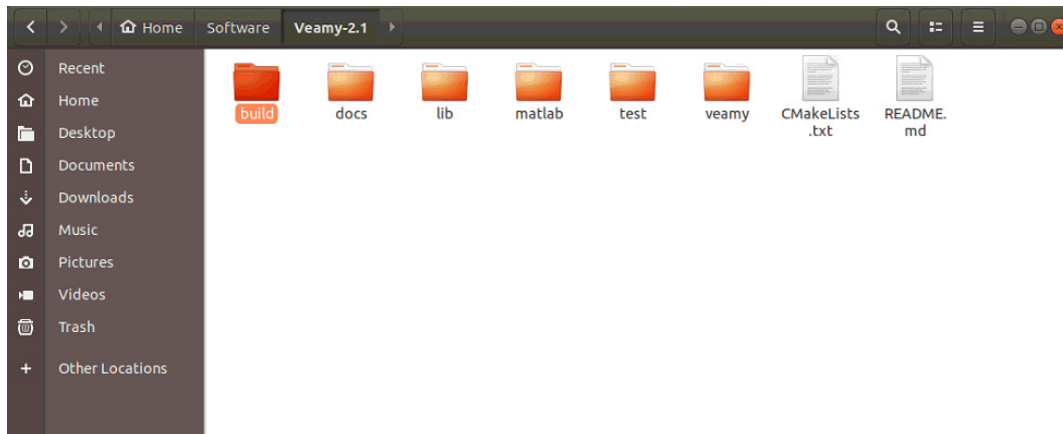 Home Software Veamy-2.1
Recent
Home
Desktop
Documents
Downloads
Music
Pictures
Videos
Trash
Other Locations
build docs lib matlab test veamy CMakeLists README.
.txt md